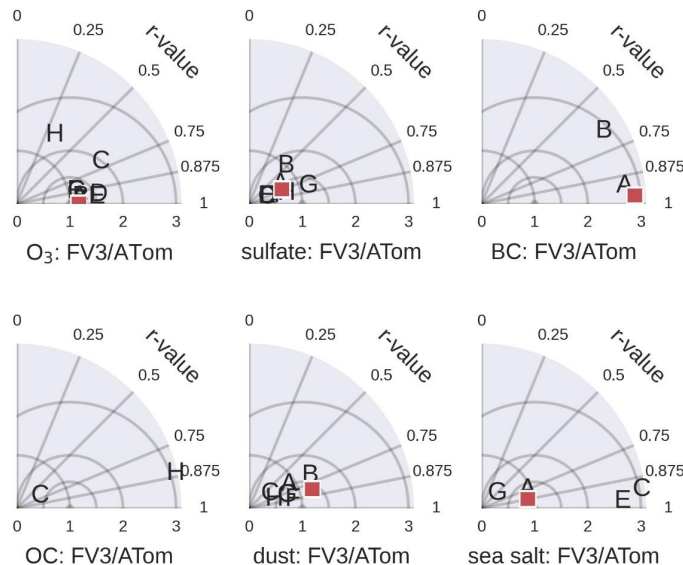 0
0.25
r-value
0.5
0.75
0.875
H
C
D
0 1 2 3
1
O₃: FV3/ATom
0
0.25
r-value
0.5
0.75
0.875
B
A
G
0 1 2 3
1
sulfate: FV3/ATom
0
0.25
r-value
0.5
0.75
0.875
B
A
0 1 2 3
1
BC: FV3/ATom
0
0.25
r-value
0.5
0.75
0.875
H
C
0 1 2 3
1
OC: FV3/ATom
0
0.25
r-value
0.5
0.75
0.875
B
A
G
0 1 2 3
1
dust: FV3/ATom
0
0.25
r-value
0.5
0.75
0.875
G A C
E
0 1 2 3
1
sea salt: FV3/ATom